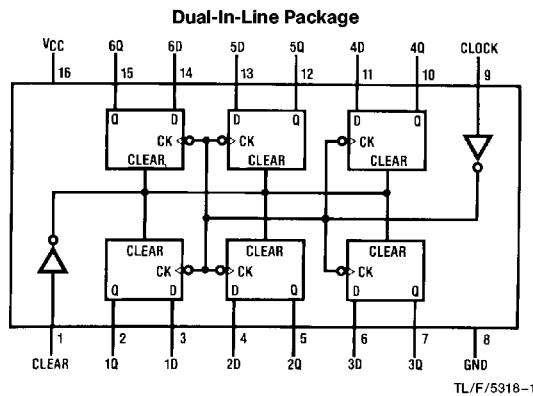 Dual-In-Line Package
VCC 6Q 6D 5D 5Q 4D 4Q CLOCK
16 15 14 13 12 11 10 9
Q D D Q D Q
CK CK CK
CLEAR CLEAR CLEAR
CLEAR CLEAR CLEAR
CK CK CK
Q D D Q D Q
1 2 3 4 5 6 7 8
CLEAR 1Q 1D 2D 2Q 3D 3Q GND
TL/F/5318-1